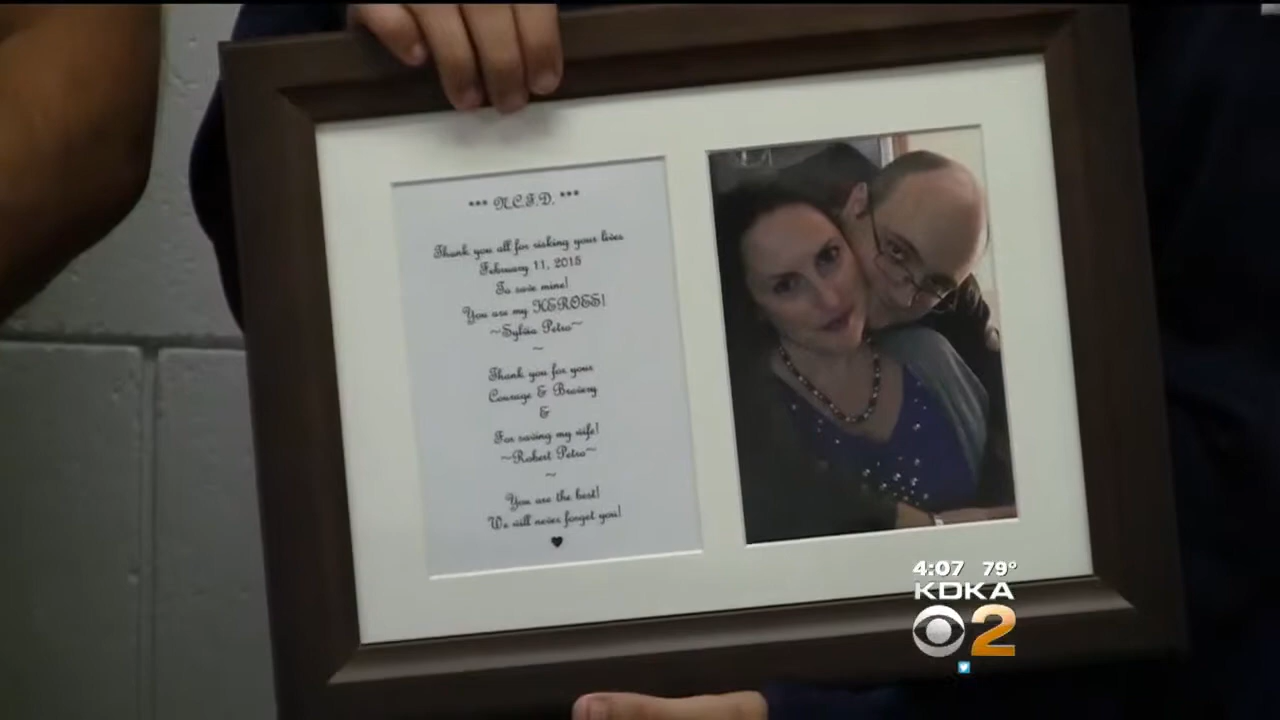 *** N.C.F.D. ***
Thank you all for risking your lives
February 11, 2015
To save mine!
You are my HEROES!
~Sylvia Petro~
~
Thank you for your
Courage & Bravery
&
For saving my wife!
~Robert Petro~
~
You are the best!
We will never forget you!
4:07 79°
KDKA
2